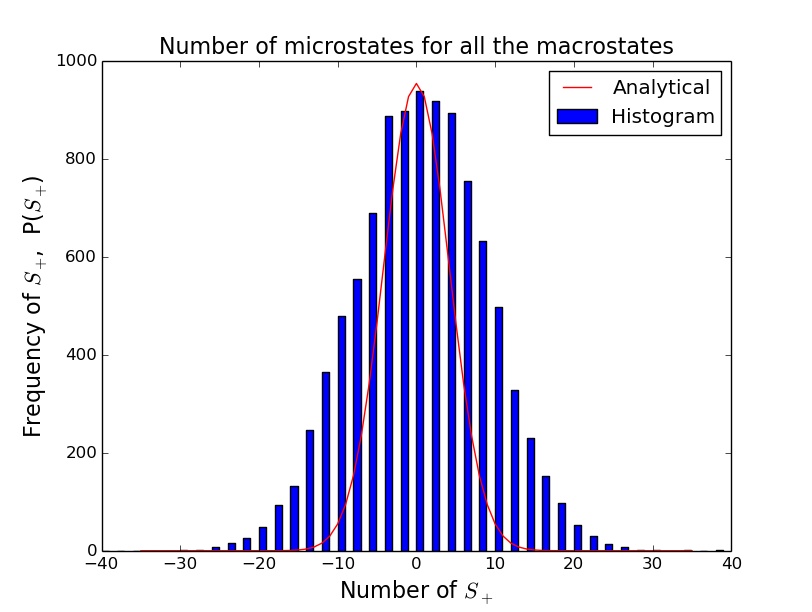 Number of microstates for all the macrostates
Analytical
Histogram
Frequency of S₊, P(S₊)
1000
800
600
400
200
0
−40 −30 −20 −10 0 10 20 30 40
Number of S₊